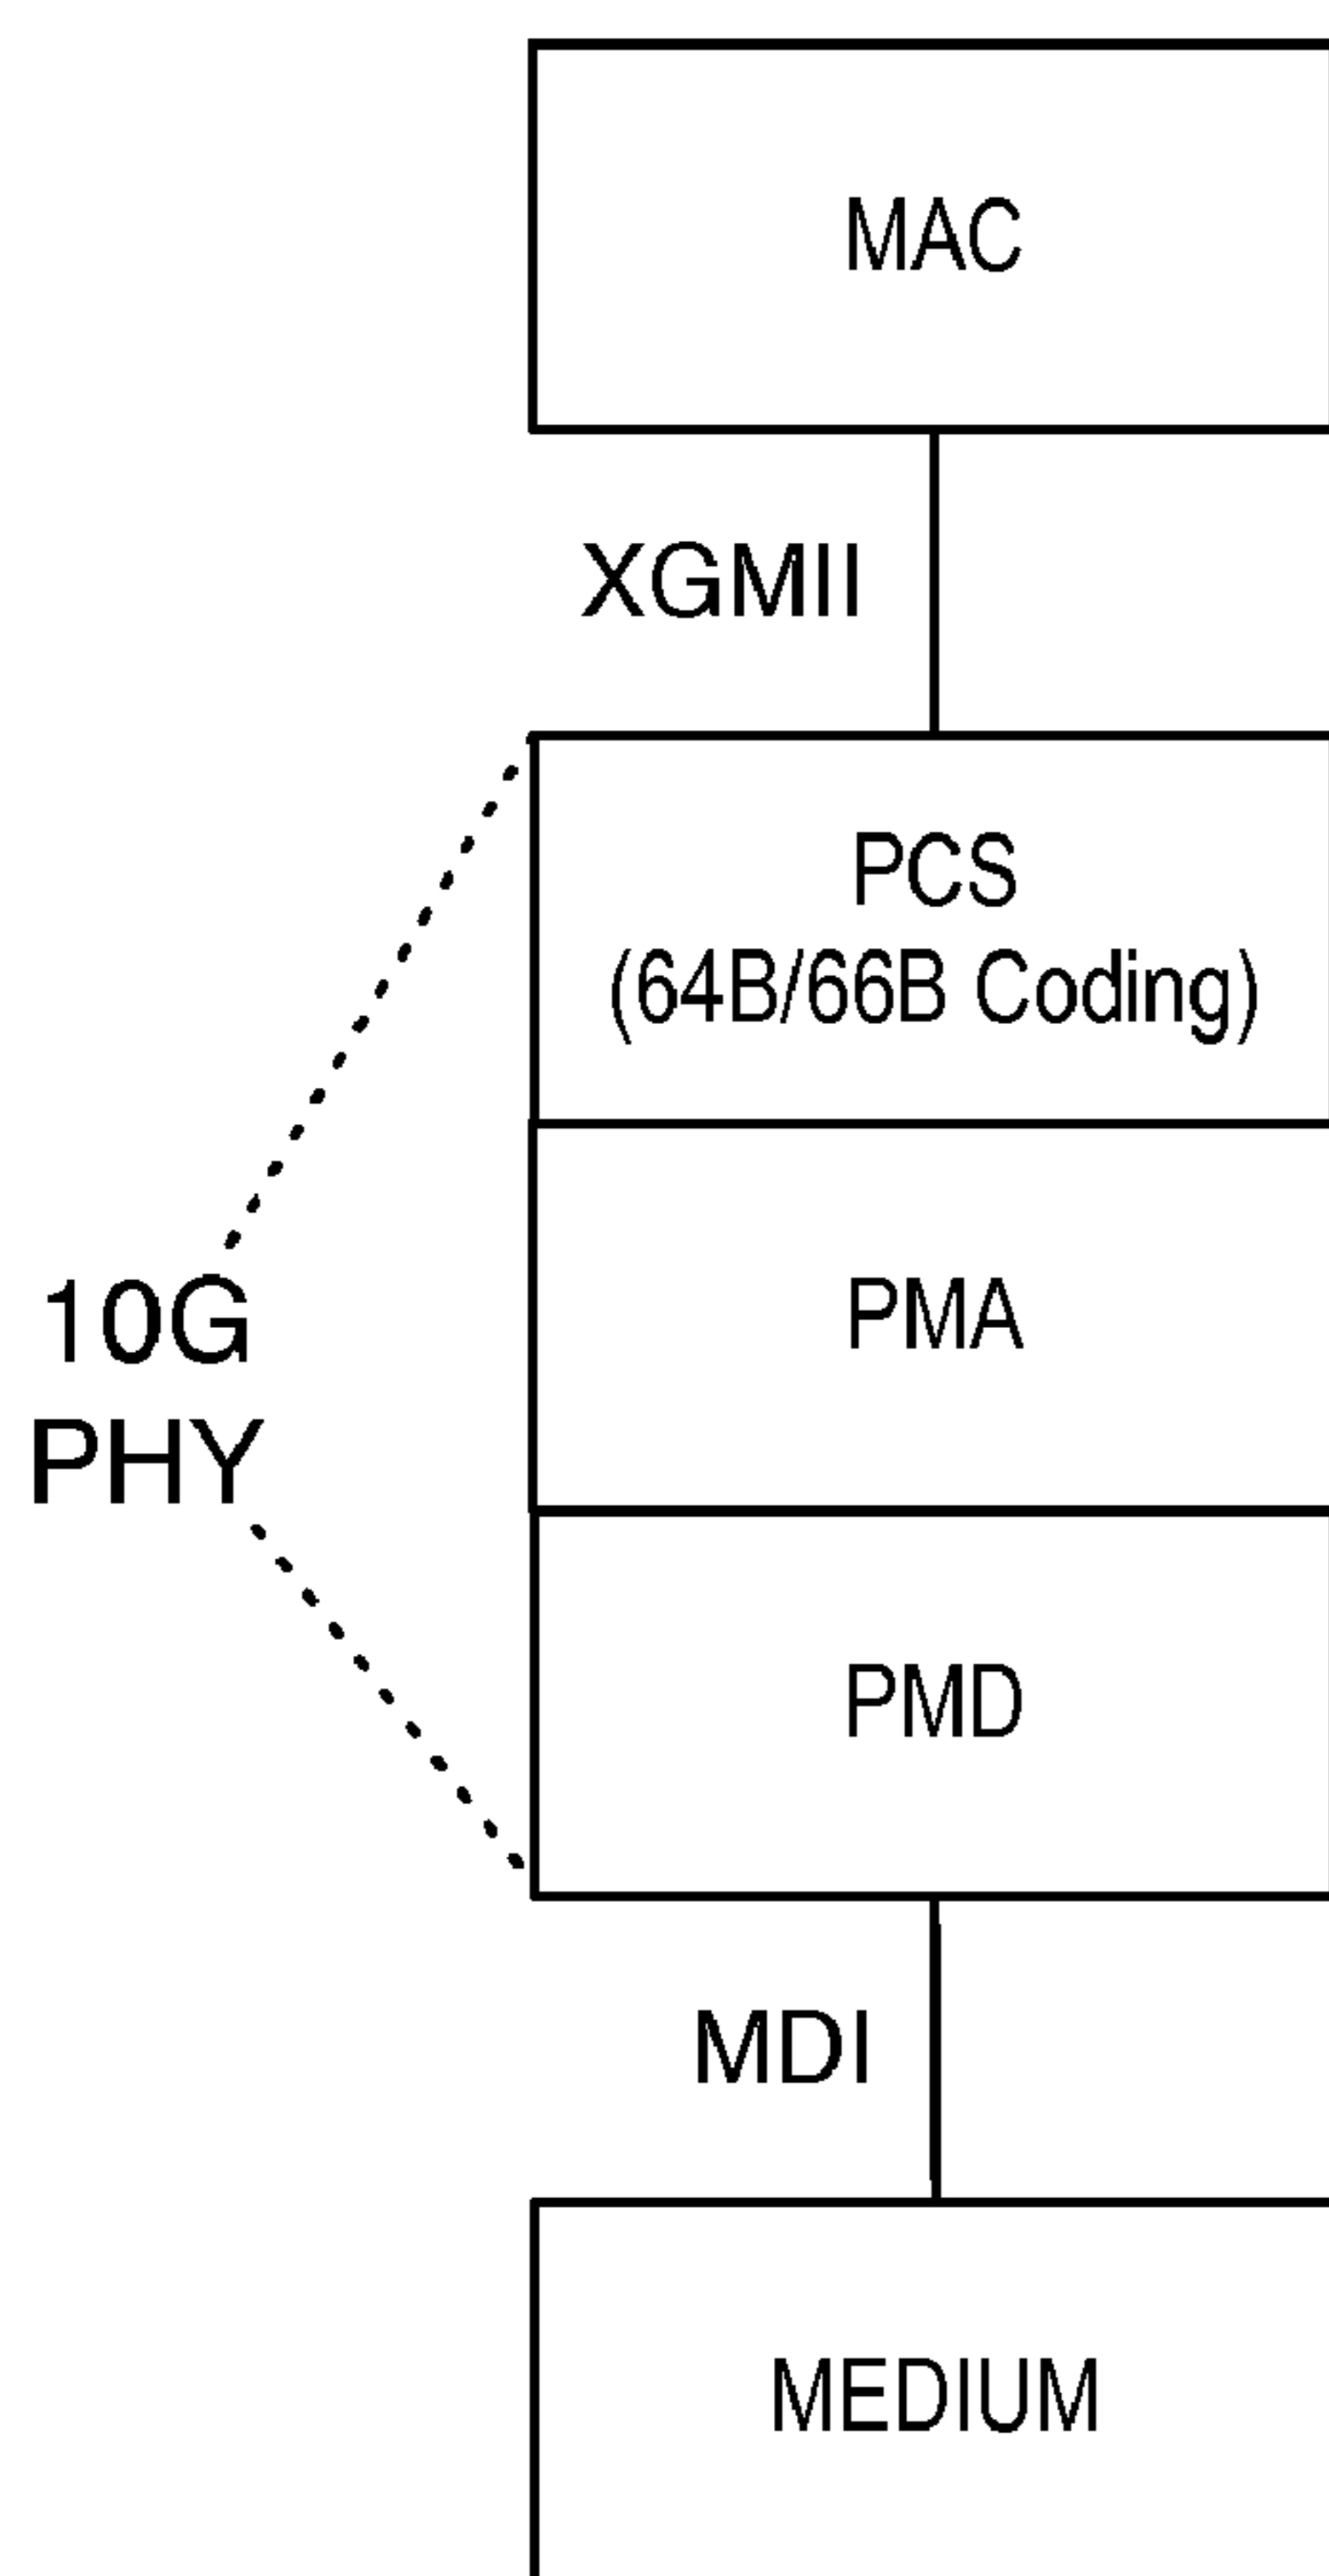 MAC
XGMII
PCS
(64B/66B Coding)
10G
PHY
PMA
PMD
MDI
MEDIUM